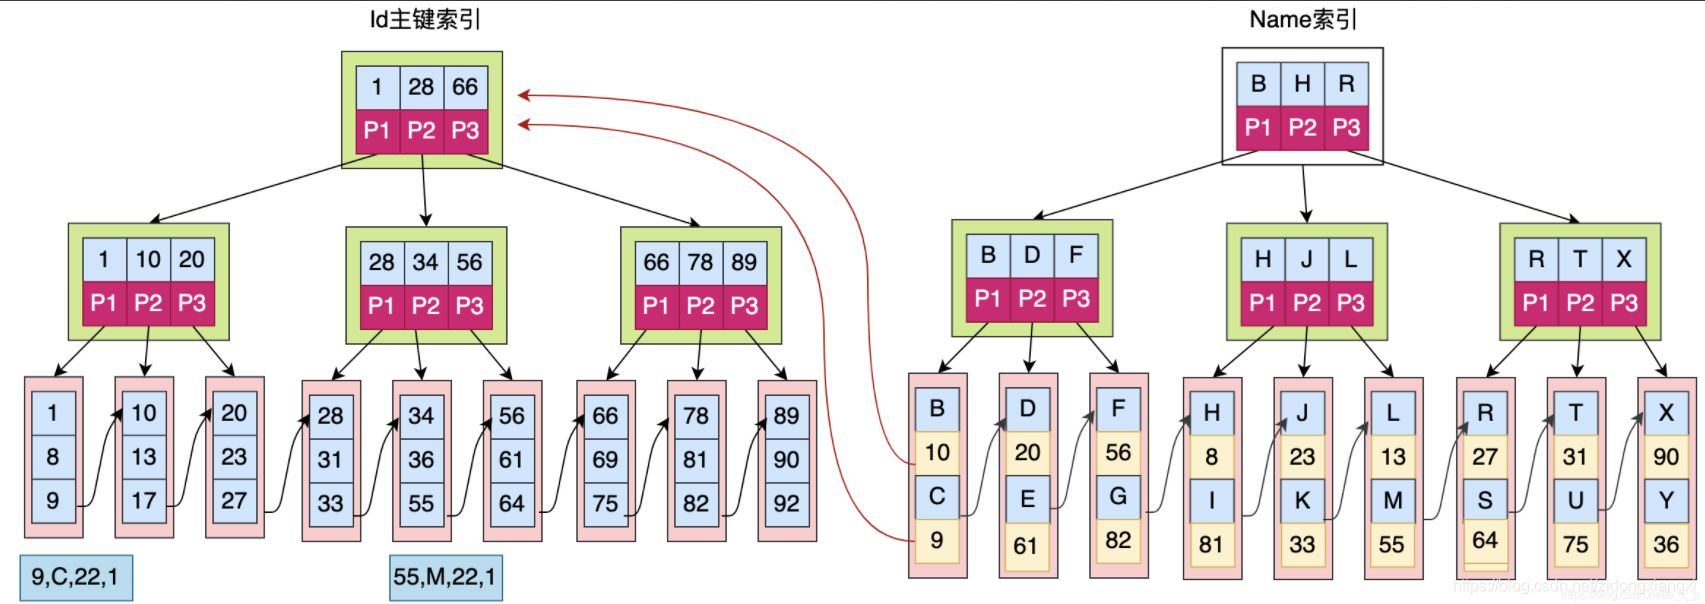 Id主键索引
Name索引
1 28 66
P1 P2 P3
B H R
P1 P2 P3
1 10 20
P1 P2 P3
28 34 56
P1 P2 P3
66 78 89
P1 P2 P3
B D F
P1 P2 P3
H J L
P1 P2 P3
R T X
P1 P2 P3
1
8
9
10
13
17
20
23
27
28
31
33
34
36
55
56
61
64
66
69
75
78
81
82
89
90
92
B
10
C
9
D
20
E
61
F
56
G
82
H
8
I
81
J
23
K
33
L
13
M
55
R
27
S
64
T
31
U
75
X
90
Y
36
9,C,22,1
55,M,22,1
https://blog.csdn.net/zidongxiangxi